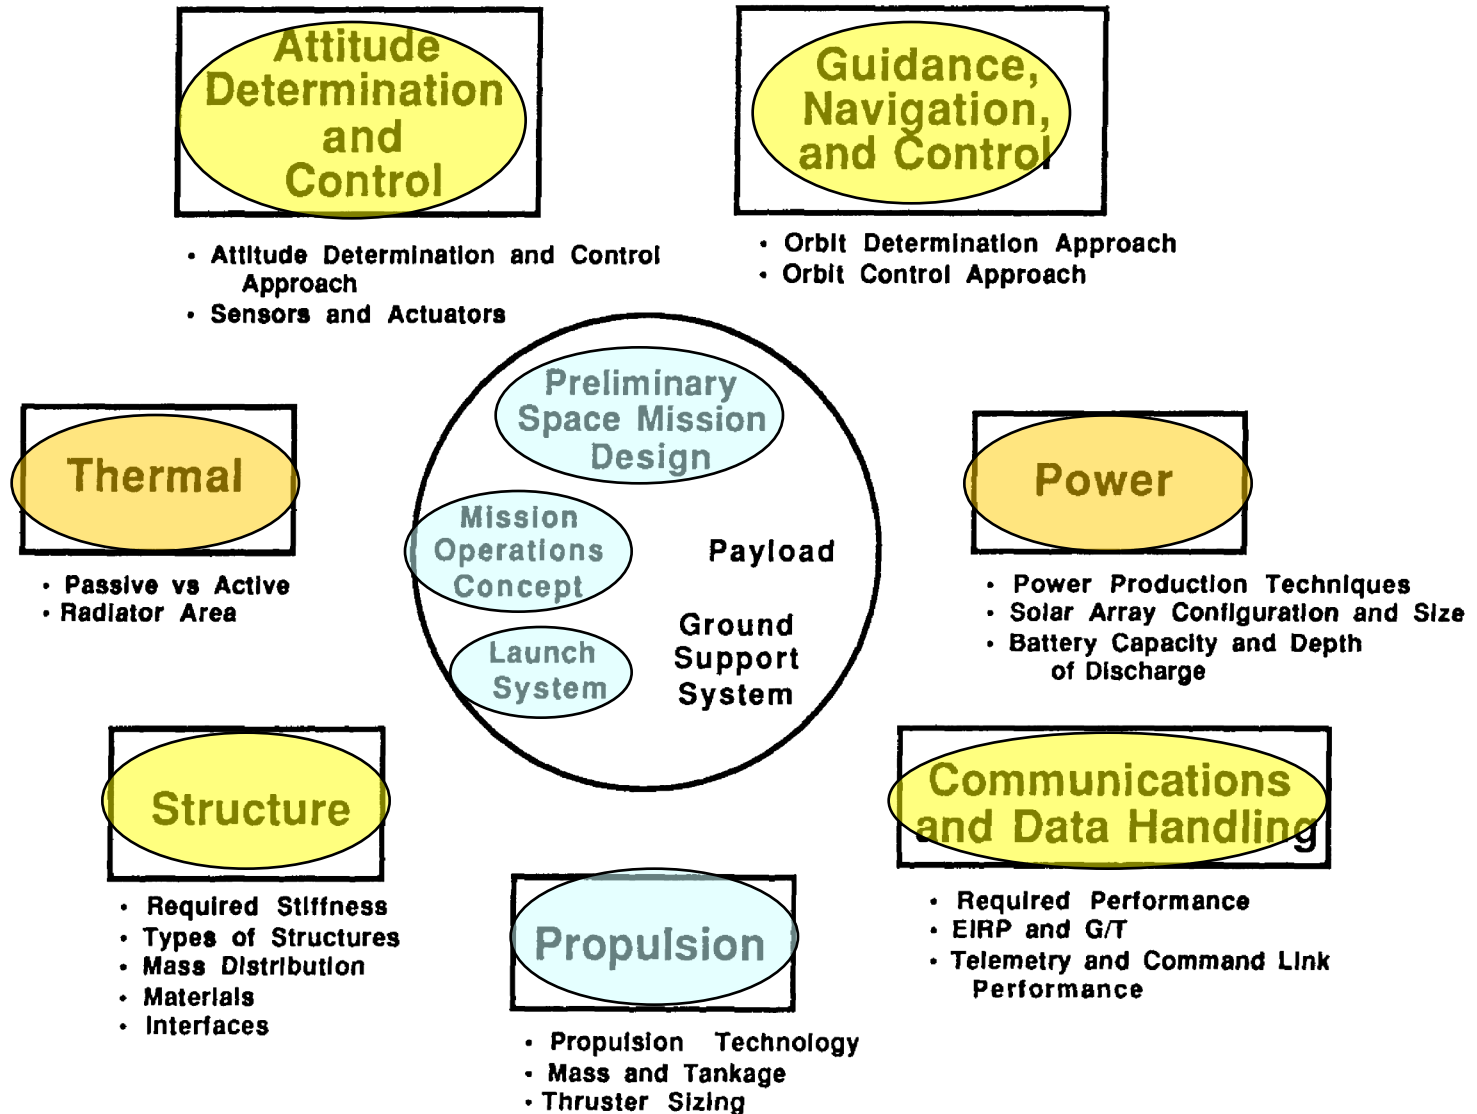 Attitude
Determination
and
Control
• Attitude Determination and Control
Approach
• Sensors and Actuators
Guidance,
Navigation,
and Control
• Orbit Determination Approach
• Orbit Control Approach
Preliminary
Space Mission
Design
Mission
Operations
Concept
Launch
System
Payload
Ground
Support
System
Thermal
• Passive vs Active
• Radiator Area
Power
• Power Production Techniques
• Solar Array Configuration and Size
• Battery Capacity and Depth
of Discharge
Structure
• Required Stiffness
• Types of Structures
• Mass Distribution
• Materials
• Interfaces
Propulsion
• Propulsion Technology
• Mass and Tankage
• Thruster Sizing
Communications
and Data Handling
• Required Performance
• EIRP and G/T
• Telemetry and Command Link
Performance